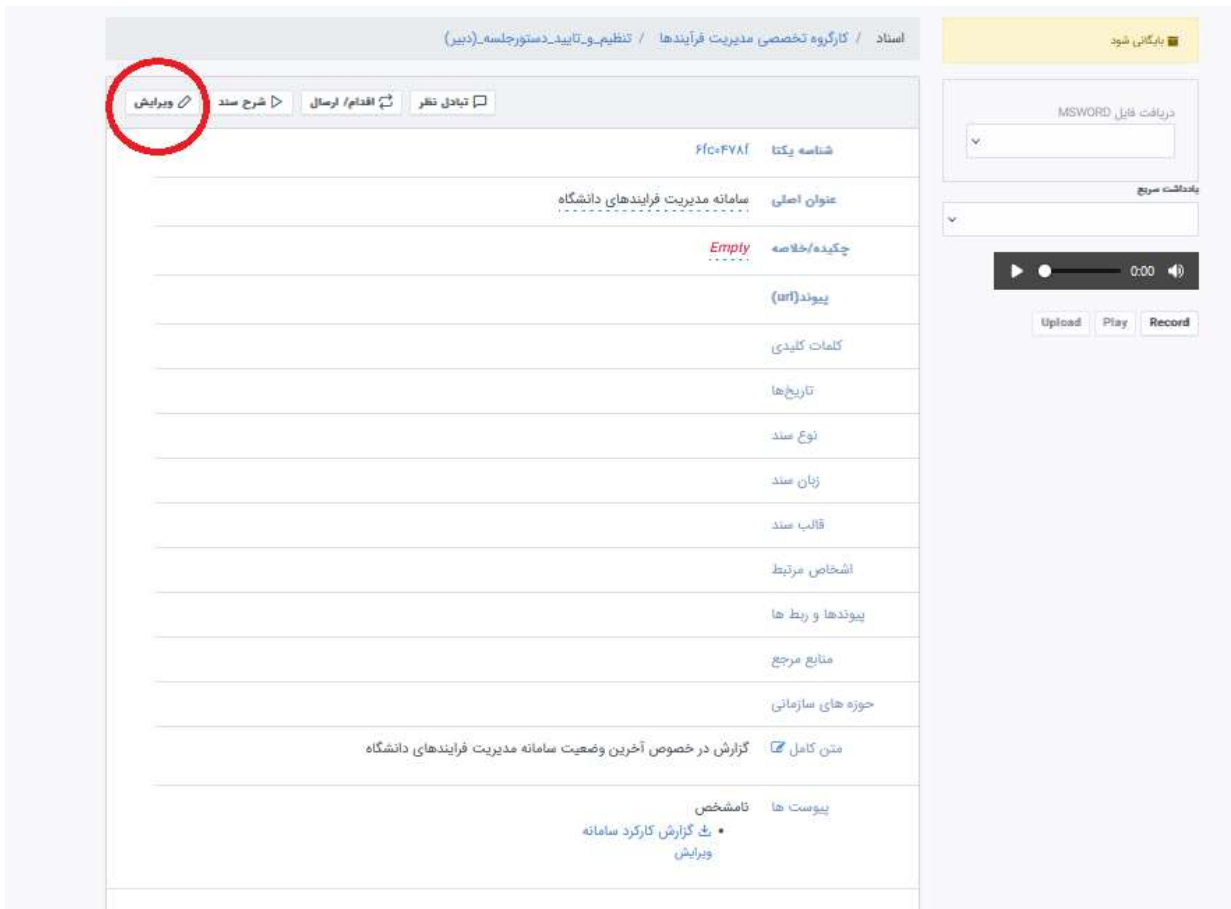 اسناد / کارگروه تخصصی مدیریت فرآیندها / تنظیم_و_تایید_دستورجلسه_(دبیر)
بایگانی شود
دریافت فایل MSWORD
یادداشت سریع
0:00
Record Play Upload
تبادل نظر اقدام/ ارسال شرح سند ویرایش
شناسه یکتا ۶fc۰۴۷۸f
عنوان اصلی سامانه مدیریت فرایندهای دانشگاه
چکیده/خلاصه Empty
پیوند(url)
کلمات کلیدی
تاریخ‌ها
نوع سند
زبان سند
قالب سند
اشخاص مرتبط
پیوندها و ربط ها
منابع مرجع
حوزه های سازمانی
متن کامل گزارش در خصوص آخرین وضعیت سامانه مدیریت فرایندهای دانشگاه
پیوست ها نامشخص
• گزارش کارکرد سامانه
ویرایش